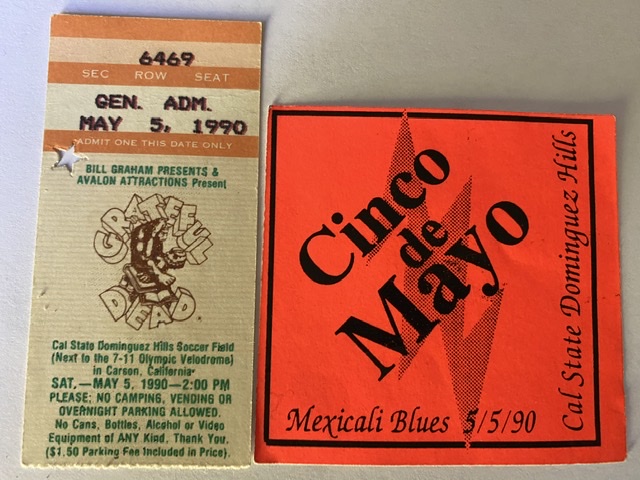 6469
SEC ROW SEAT
GEN. ADM.
MAY 5, 1990
ADMIT ONE THIS DATE ONLY
BILL GRAHAM PRESENTS &
AVALON ATTRACTIONS Present
GRATEFUL
DEAD
Cal State Dominguez Hills Soccer Field
(Next to the 7-11 Olympic Velodrome)
in Carson, California
SAT.—MAY 5, 1990—2:00 PM
PLEASE; NO CAMPING, VENDING OR
OVERNIGHT PARKING ALLOWED.
No Cans, Bottles, Alcohol or Video
Equipment of ANY Kind. Thank You.
($1.50 Parking Fee Included in Price).
Cinco
de
Mayo
Mexicali Blues 5/5/90
Cal State Dominguez Hills